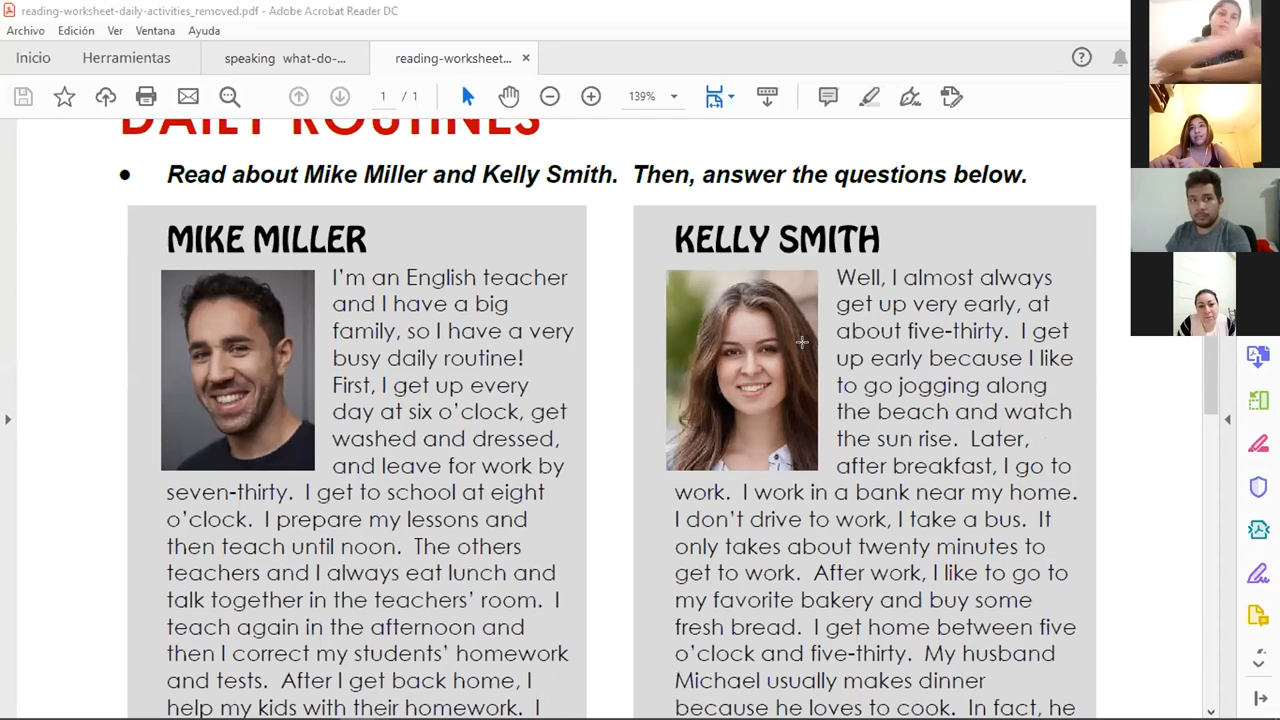 reading-worksheet-daily-activities_removed.pdf - Adobe Acrobat Reader DC
Archivo Edición Ver Ventana Ayuda
Inicio Herramientas speaking what-do-... reading-worksheet... ×
1 / 1 139%
DAILY ROUTINES
• Read about Mike Miller and Kelly Smith. Then, answer the questions below.
MIKE MILLER
I'm an English teacher
and I have a big
family, so I have a very
busy daily routine!
First, I get up every
day at six o'clock, get
washed and dressed,
and leave for work by
seven-thirty. I get to school at eight
o'clock. I prepare my lessons and
then teach until noon. The others
teachers and I always eat lunch and
talk together in the teachers' room. I
teach again in the afternoon and
then I correct my students' homework
and tests. After I get back home, I
help my kids with their homework. I
KELLY SMITH
Well, I almost always
get up very early, at
about five-thirty. I get
up early because I like
to go jogging along
the beach and watch
the sun rise. Later,
after breakfast, I go to
work. I work in a bank near my home.
I don't drive to work, I take a bus. It
only takes about twenty minutes to
get to work. After work, I like to go to
my favorite bakery and buy some
fresh bread. I get home between five
o'clock and five-thirty. My husband
Michael usually makes dinner
because he loves to cook. In fact, he